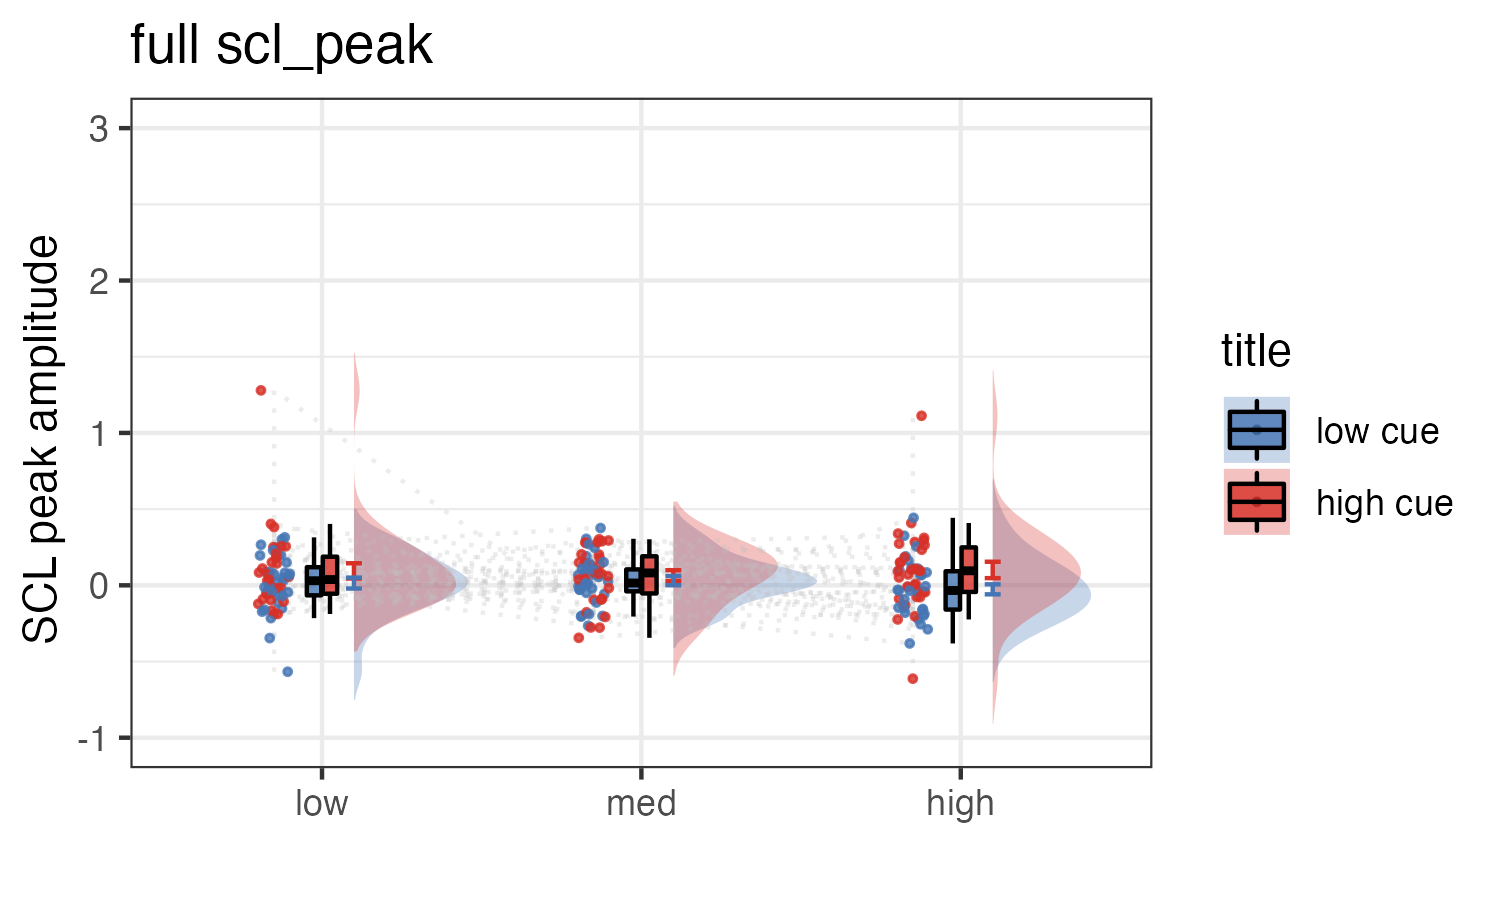 full scl_peak
SCL peak amplitude
3
2
1
0
-1
low
med
high
title
low cue
high cue